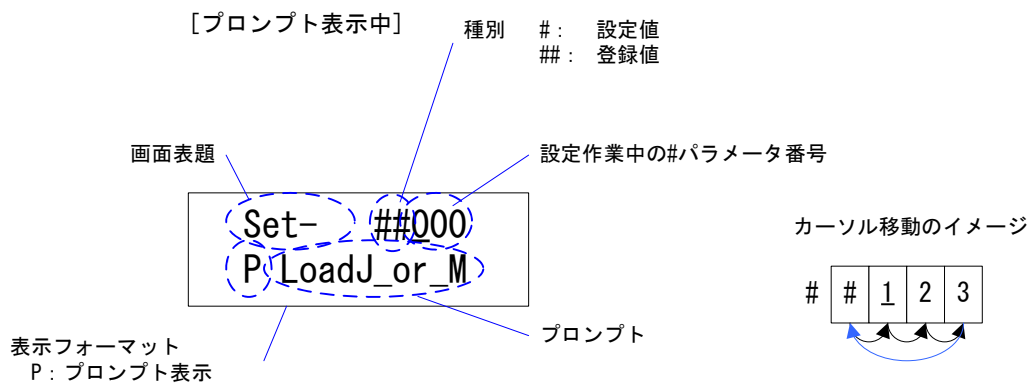 [プロンプト表示中]
種別 #： 設定値
##： 登録値
画面表題
設定作業中の#パラメータ番号
Set- ##000
P LoadJ_or_M
カーソル移動のイメージ
# # 1 2 3
プロンプト
表示フォーマット
P：プロンプト表示